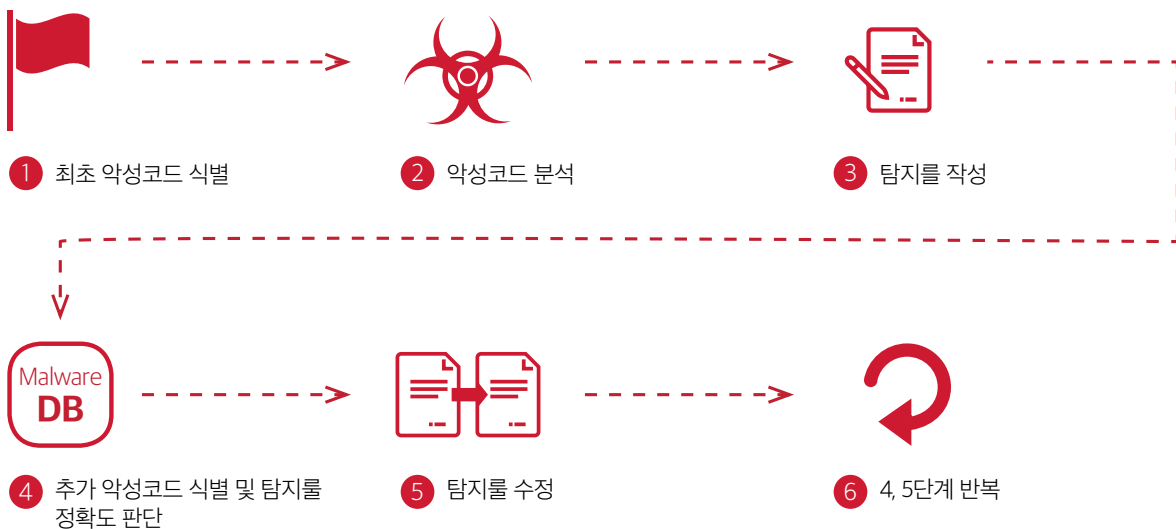 1 최초 악성코드 식별
2 악성코드 분석
3 탐지를 작성
Malware
DB
4 추가 악성코드 식별 및 탐지룰
정확도 판단
5 탐지룰 수정
6 4, 5단계 반복